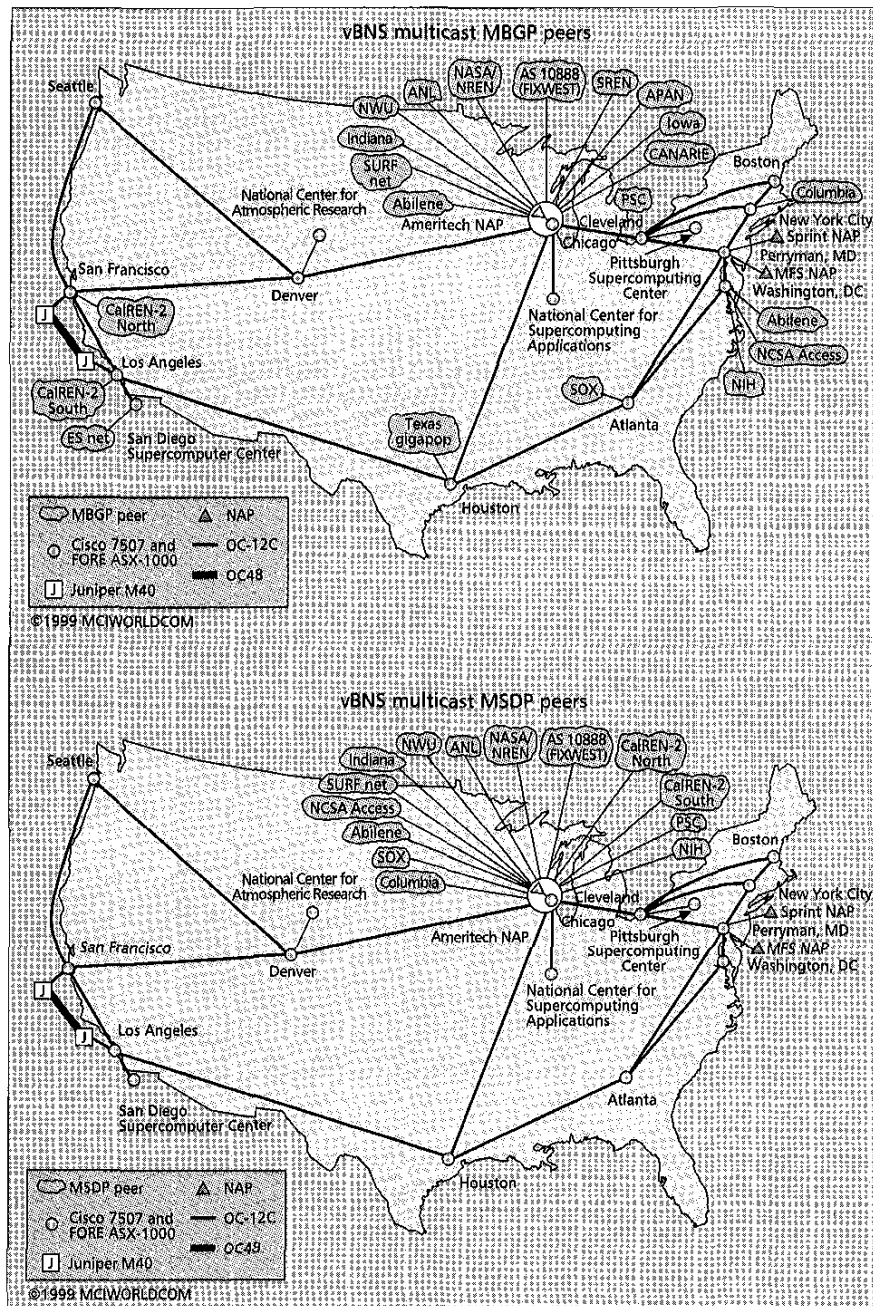 vBNS multicast MBGP peers
Seattle
NWU
ANL
NASA/
NREN
AS 10888
(FIXWEST)
SREN
APAN
Iowa
CANARIE
Indiana
SURF
net
Abilene
Ameritech NAP
National Center for
Atmospheric Research
Boston
Columbia
PSC
Cleveland
Chicago
New York City
Sprint NAP
Perryman, MD
MFS NAP
Washington, DC
Pittsburgh
Supercomputing
Center
San Francisco
Denver
J
CalREN-2
North
National Center for
Supercomputing
Applications
Abilene
NCSA Access
NIH
J
Los Angeles
CalREN-2
South
ES net
San Diego
Supercomputer Center
SOX
Atlanta
Texas
gigapop
Houston
MBGP peer
NAP
Cisco 7507 and
FORE ASX-1000
OC-12C
OC48
J Juniper M40
©1999 MCIWORLDCOM
vBNS multicast MSDP peers
Seattle
Indiana
NWU
ANL
NASA/
NREN
AS 10888
(FIXWEST)
CalREN-2
North
SURF net
NCSA Access
Abilene
SOX
Columbia
CalREN-2
South
PSC
NIH
Boston
National Center for
Atmospheric Research
Ameritech NAP
Cleveland
Chicago
New York City
Sprint NAP
Perryman, MD
MFS NAP
Washington, DC
Pittsburgh
Supercomputing
Center
San Francisco
Denver
J
National Center for
Supercomputing
Applications
J
Los Angeles
San Diego
Supercomputer Center
Atlanta
Houston
MSDP peer
NAP
Cisco 7507 and
FORE ASX-1000
OC-12C
OC48
J Juniper M40
©1999 MCIWORLDCOM